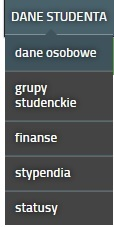 DANE STUDENTA
dane osobowe
grupy
studenckie
finanse
stypendia
statusy